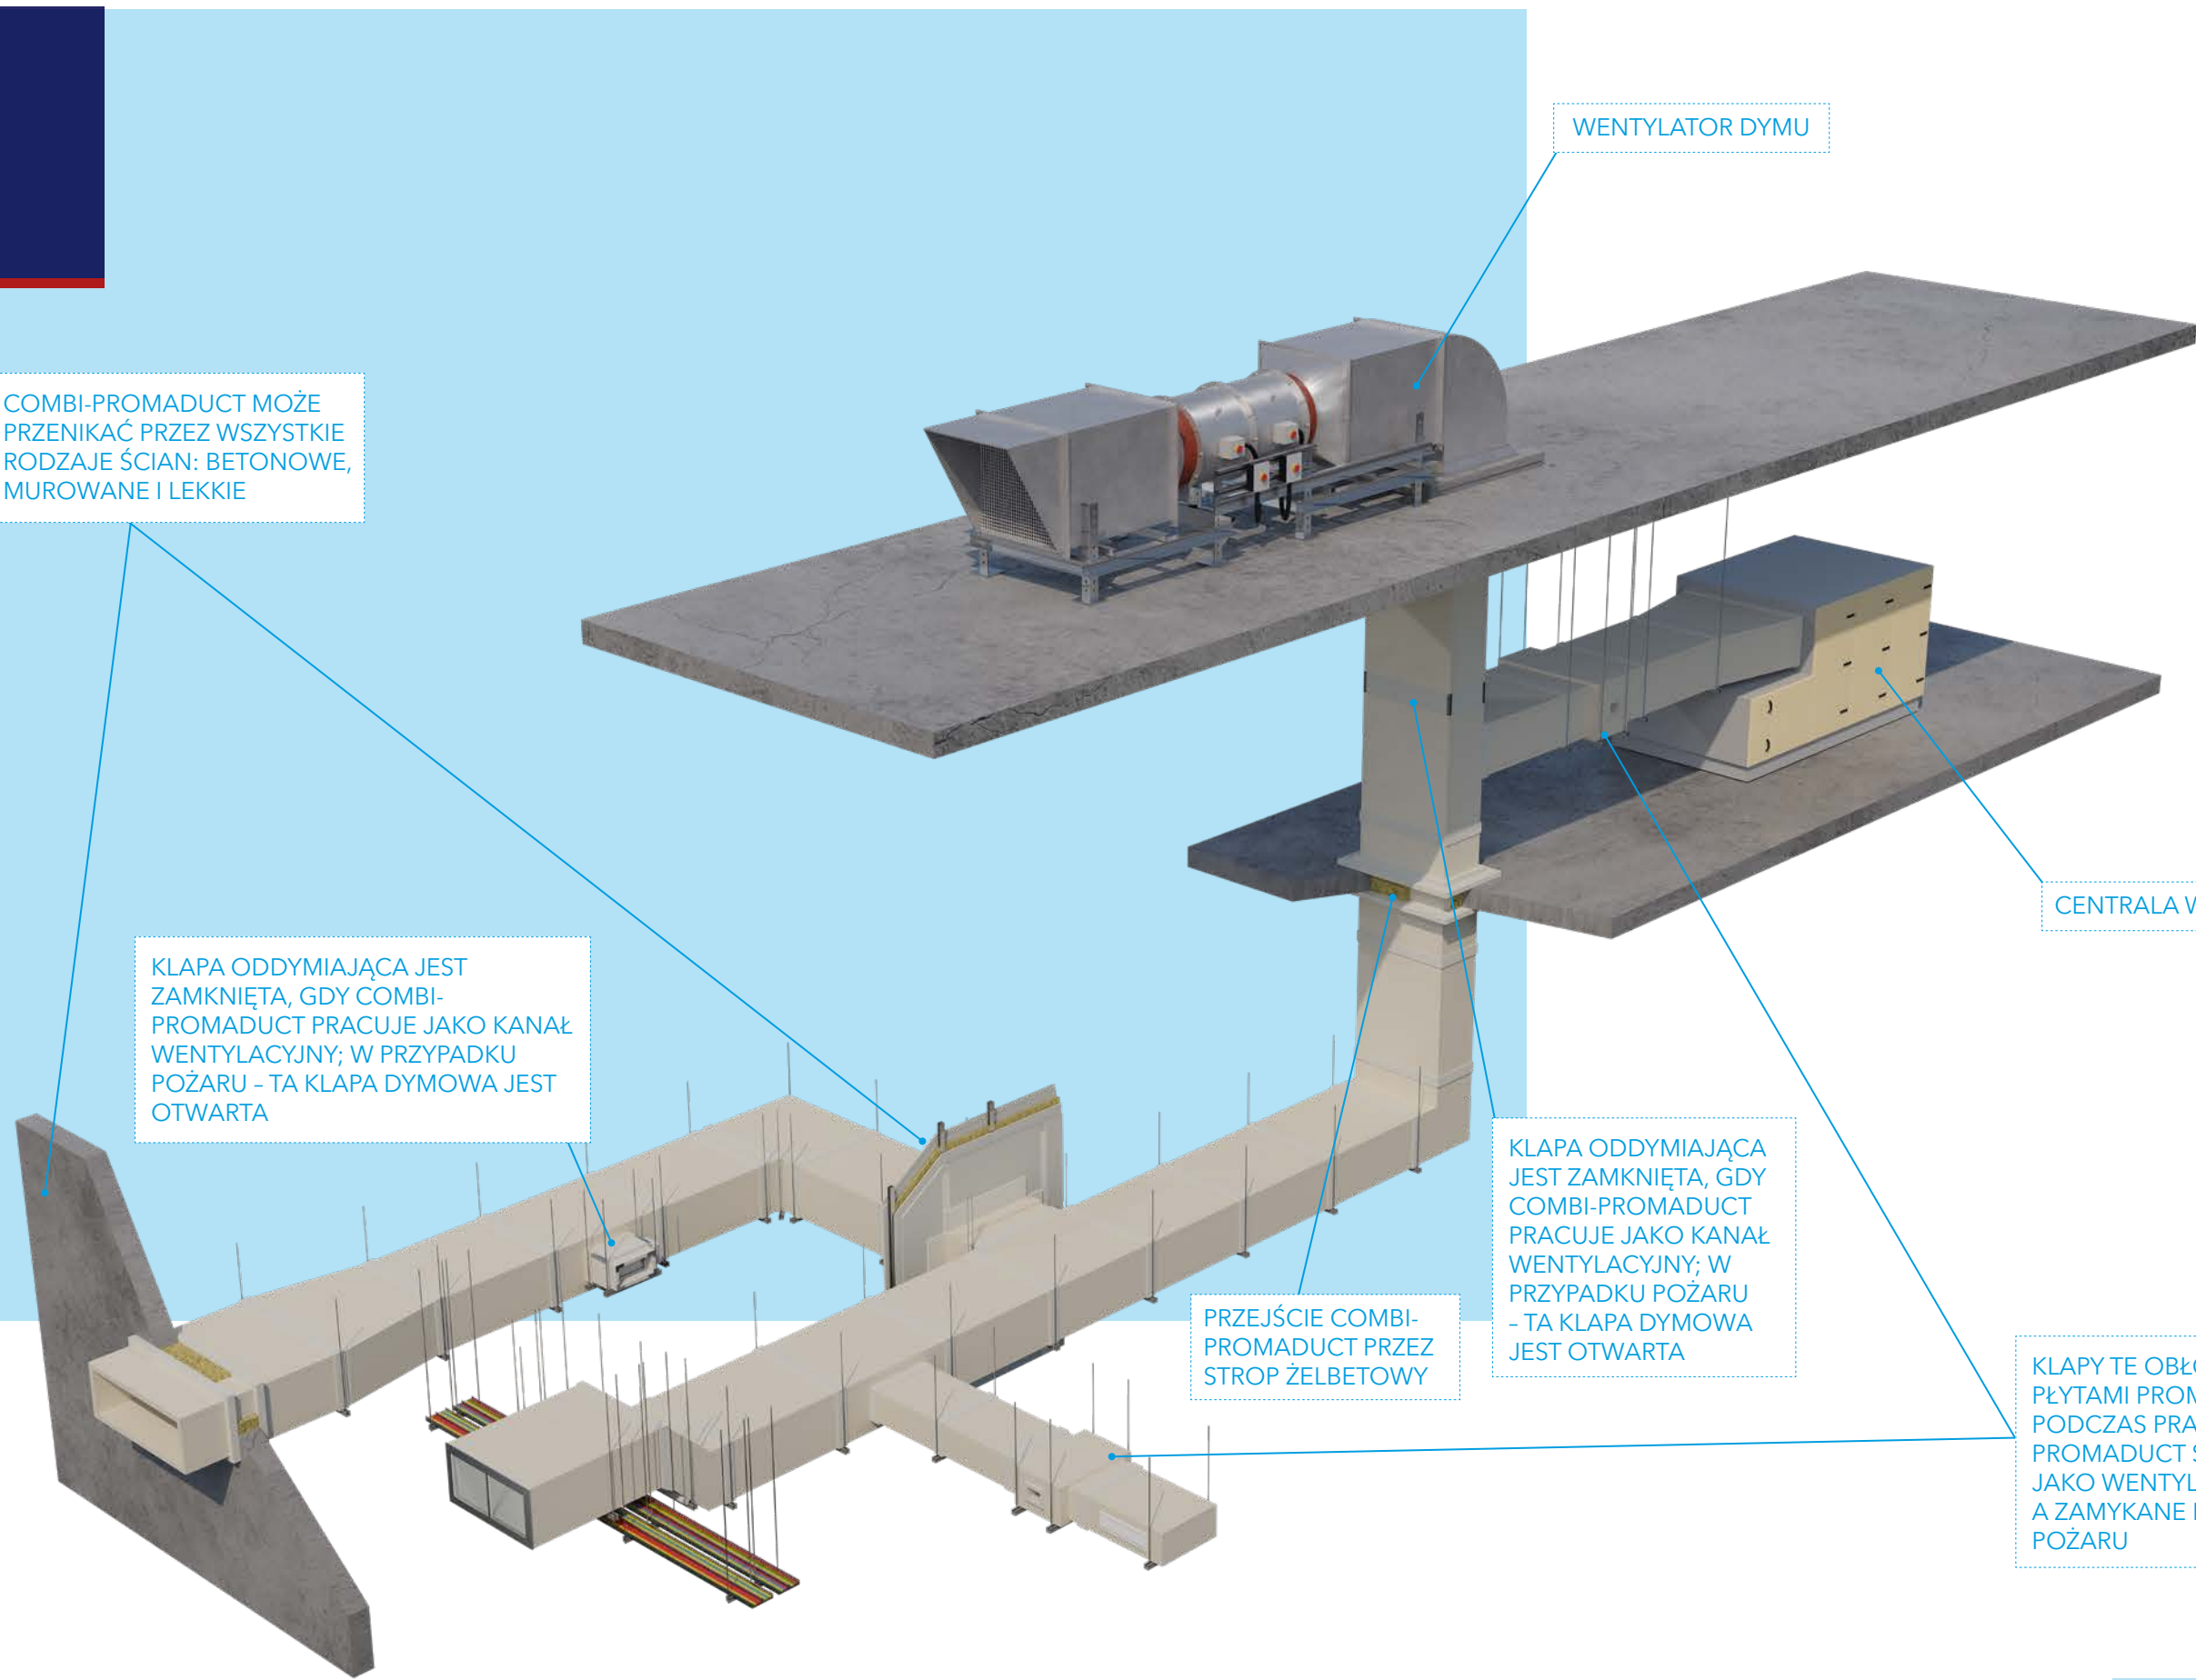 WENTYLATOR DYMU
COMBI-PROMADUCT MOŻE
PRZENIKAĆ PRZEZ WSZYSTKIE
RODZAJE ŚCIAN: BETONOWE,
MUROWANE I LEKKIE
CENTRALA
KLAPA ODDYMIAJĄCA JEST
ZAMKNIĘTA, GDY COMBI-
PROMADUCT PRACUJE JAKO KANAŁ
WENTYLACYJNY; W PRZYPADKU
POŻARU – TA KLAPA DYMOWA JEST
OTWARTA
KLAPA ODDYMIAJĄCA
JEST ZAMKNIĘTA, GDY
COMBI-PROMADUCT
PRACUJE JAKO KANAŁ
WENTYLACYJNY; W
PRZYPADKU POŻARU
– TA KLAPA DYMOWA
JEST OTWARTA
PRZEJŚCIE COMBI-
PROMADUCT PRZEZ
STROP ŻELBETOWY
KLAPY TE
PŁYTAMI
PODCZAS
PROMADUCT
JAKO
A ZAMYKANE
POŻARU